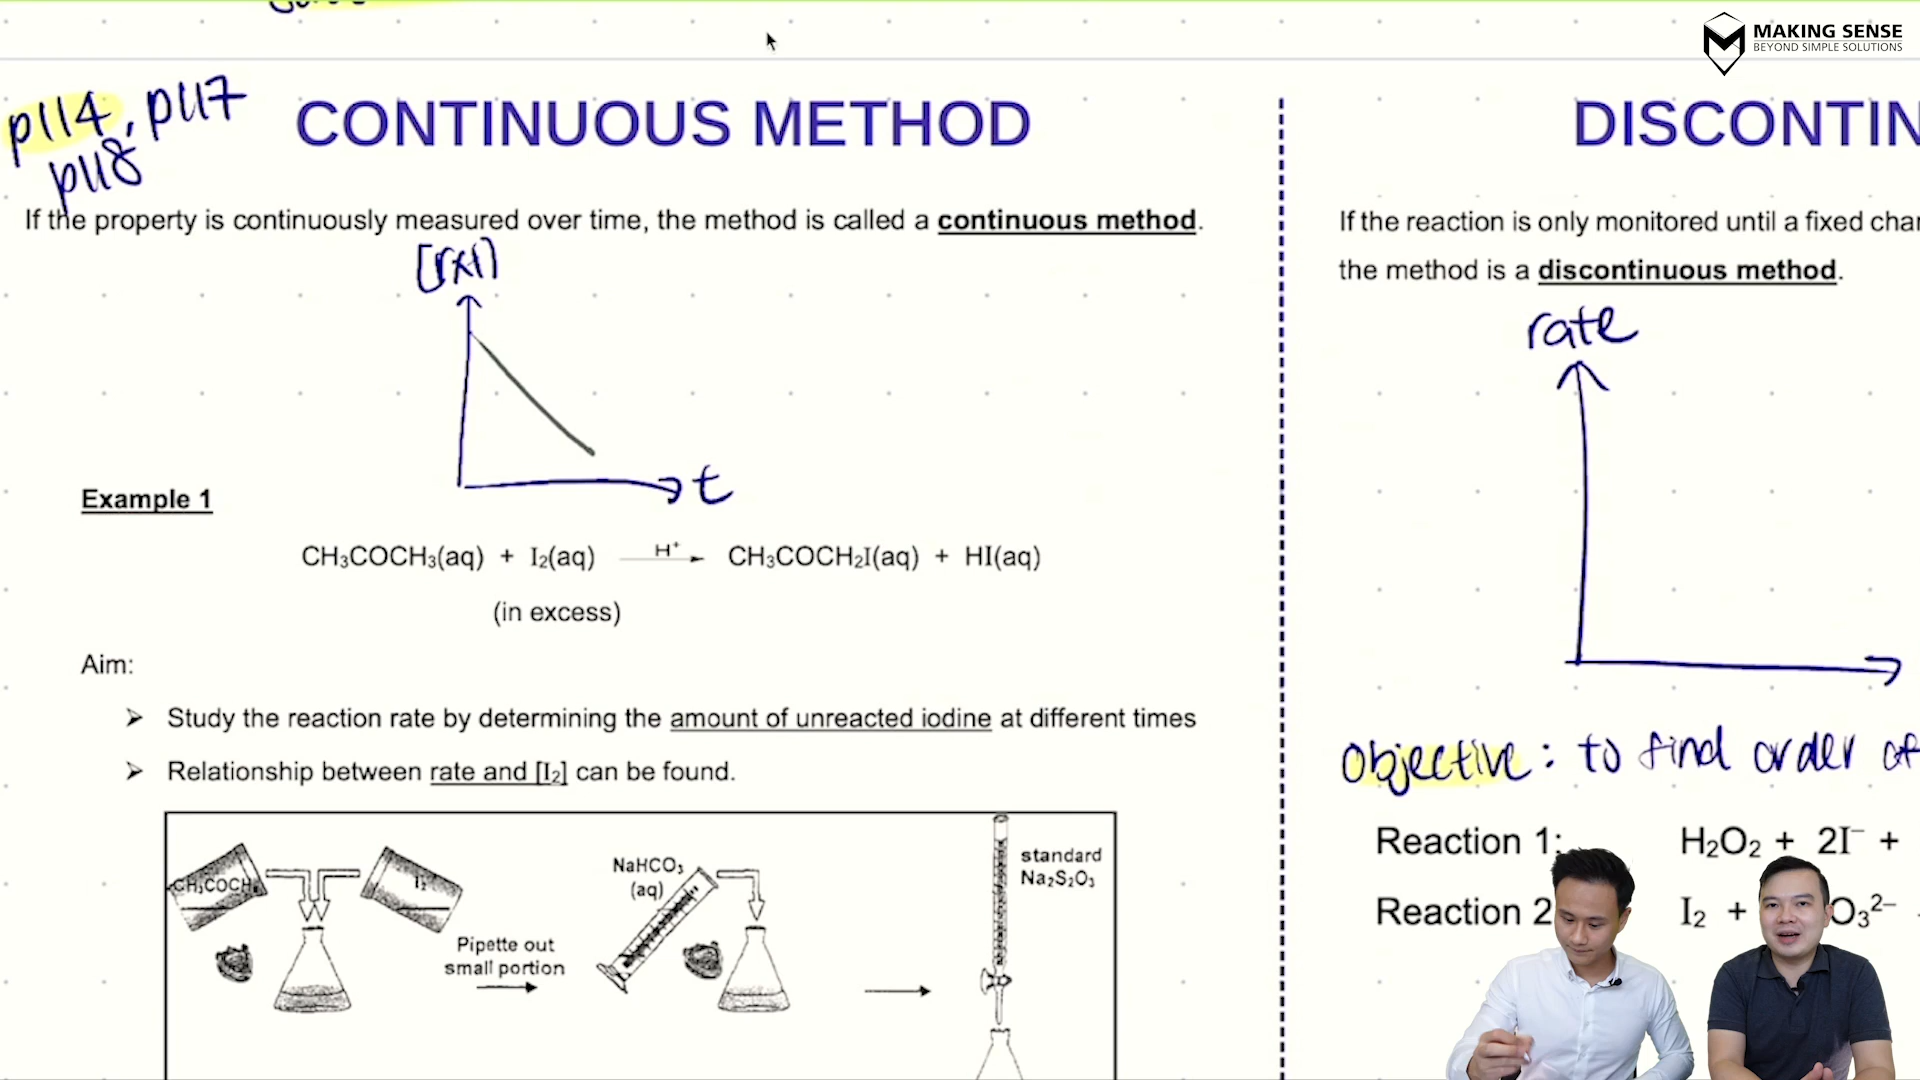 MAKING SENSE
BEYOND SIMPLE SOLUTIONS
p114, p117
p118
CONTINUOUS METHOD
If the property is continuously measured over time, the method is called a continuous method.
[rxt]
t
Example 1
CH₃COCH₃(aq) + I₂(aq) H⁺ CH₃COCH₂I(aq) + HI(aq)
(in excess)
Aim:
➤ Study the reaction rate by determining the amount of unreacted iodine at different times
➤ Relationship between rate and [I₂] can be found.
CH₃COCH₃
I₂
Pipette out
small portion
NaHCO₃
(aq)
standard
Na₂S₂O₃
DISCONTIN
If the reaction is only monitored until a fixed chan
the method is a discontinuous method.
rate
Objective: to find order of
Reaction 1: H₂O₂ + 2I⁻ +
Reaction 2 I₂ + O₃²⁻